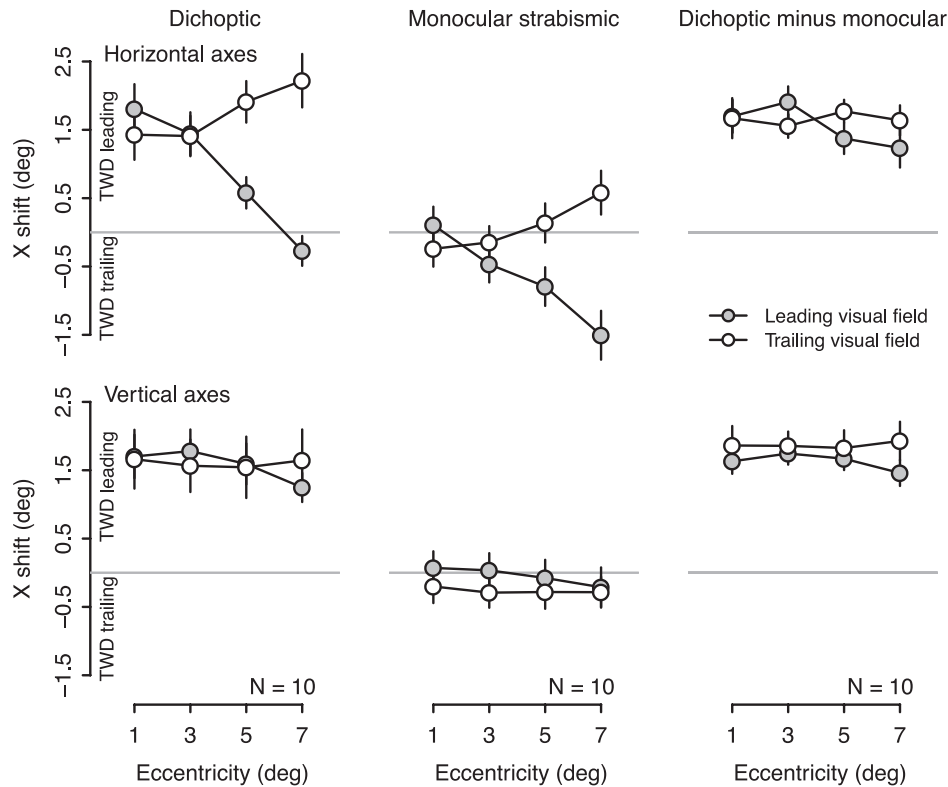 Dichoptic
Monocular strabismic
Dichoptic minus monocular
Horizontal axes
X shift (deg)
2.5
1.5
0.5
−0.5
−1.5
TWD leading
TWD trailing
Leading visual field
Trailing visual field
Vertical axes
X shift (deg)
2.5
1.5
0.5
−0.5
−1.5
TWD leading
TWD trailing
N = 10
N = 10
N = 10
1 3 5 7
1 3 5 7
1 3 5 7
Eccentricity (deg)
Eccentricity (deg)
Eccentricity (deg)